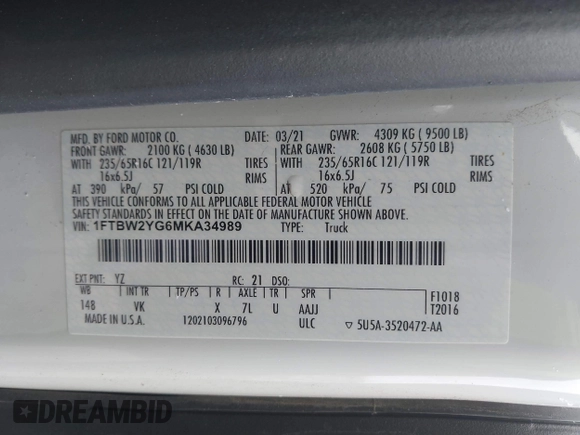 MFD. BY FORD MOTOR CO. DATE: 03/21 GVWR: 4309 KG ( 9500 LB)
FRONT GAWR: 2100 KG ( 4630 LB) REAR GAWR: 2608 KG ( 5750 LB)
WITH 235/65R16C 121/119R TIRES WITH 235/65R16C 121/119R TIRES
16x6.5J RIMS 16x6.5J RIMS
AT 390 kPa/ 57 PSI COLD AT 520 kPa/ 75 PSI COLD
THIS VEHICLE CONFORMS TO ALL APPLICABLE FEDERAL MOTOR VEHICLE
SAFETY STANDARDS IN EFFECT ON THE DATE OF MANUFACTURE SHOWN ABOVE.
VIN: 1FTBW2YG6MKA34989 TYPE: Truck
EXT PNT: YZ RC: 21 DSO:
WB INT TR TP/PS R AXLE TR SPR F1018
148 VK X 7L U AAJJ T2016
MADE IN U.S.A. 1202103096796 ULC ▽ 5U5A-3520472-AA
DREAMBID